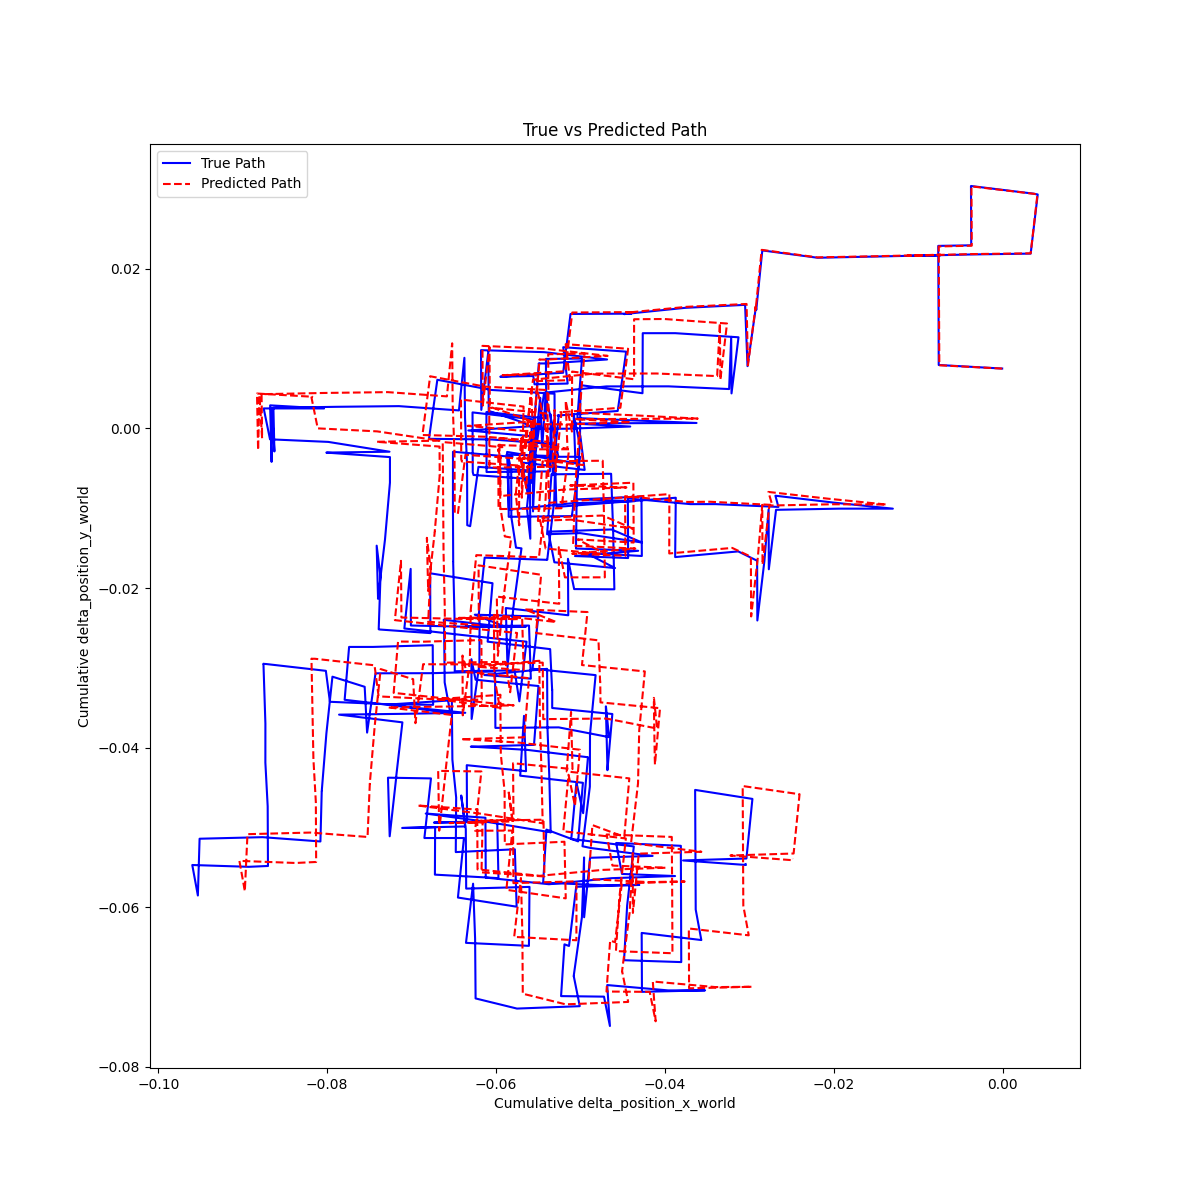 True vs Predicted Path
True Path
Predicted Path
0.02
0.00
−0.02
−0.04
−0.06
−0.08
Cumulative delta_position_y_world
−0.10
−0.08
−0.06
−0.04
−0.02
0.00
Cumulative delta_position_x_world